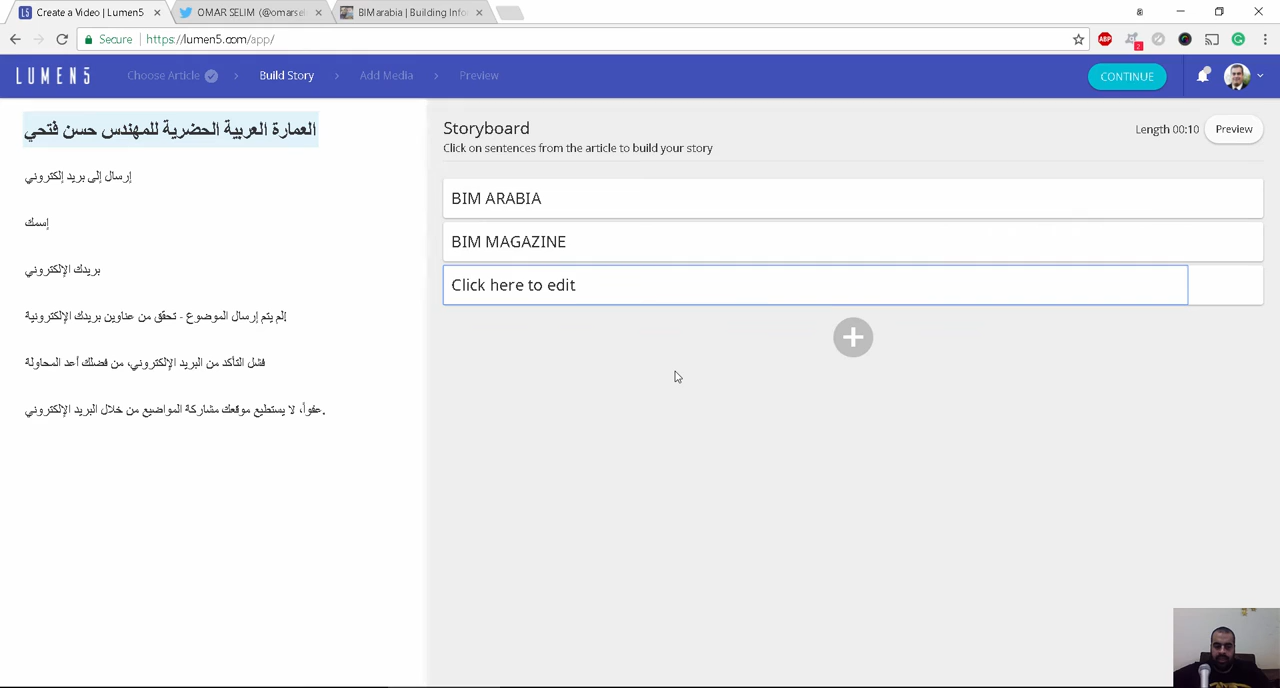 Create a Video | Lumen5
OMAR SELIM (@omarsel
BIMarabia | Building Info
Secure
https://lumen5.com/app/
ABP
2
LUMEN5
Choose Article
Build Story
Add Media
Preview
CONTINUE
العمارة العربية الحضرية للمهندس حسن فتحي
إرسال إلى بريد إلكتروني
إسمك
بريدك الإلكتروني
لم يتم إرسال الموضوع - تحقق من عناوين بريدك الإلكترونية!
فشل التأكد من البريد الإلكتروني، من فضلك أعد المحاولة
عفواً، لا يستطيع موقعك مشاركة المواضيع من خلال البريد الإلكتروني.
Storyboard
Click on sentences from the article to build your story
Length 00:10
Preview
BIM ARABIA
BIM MAGAZINE
Click here to edit